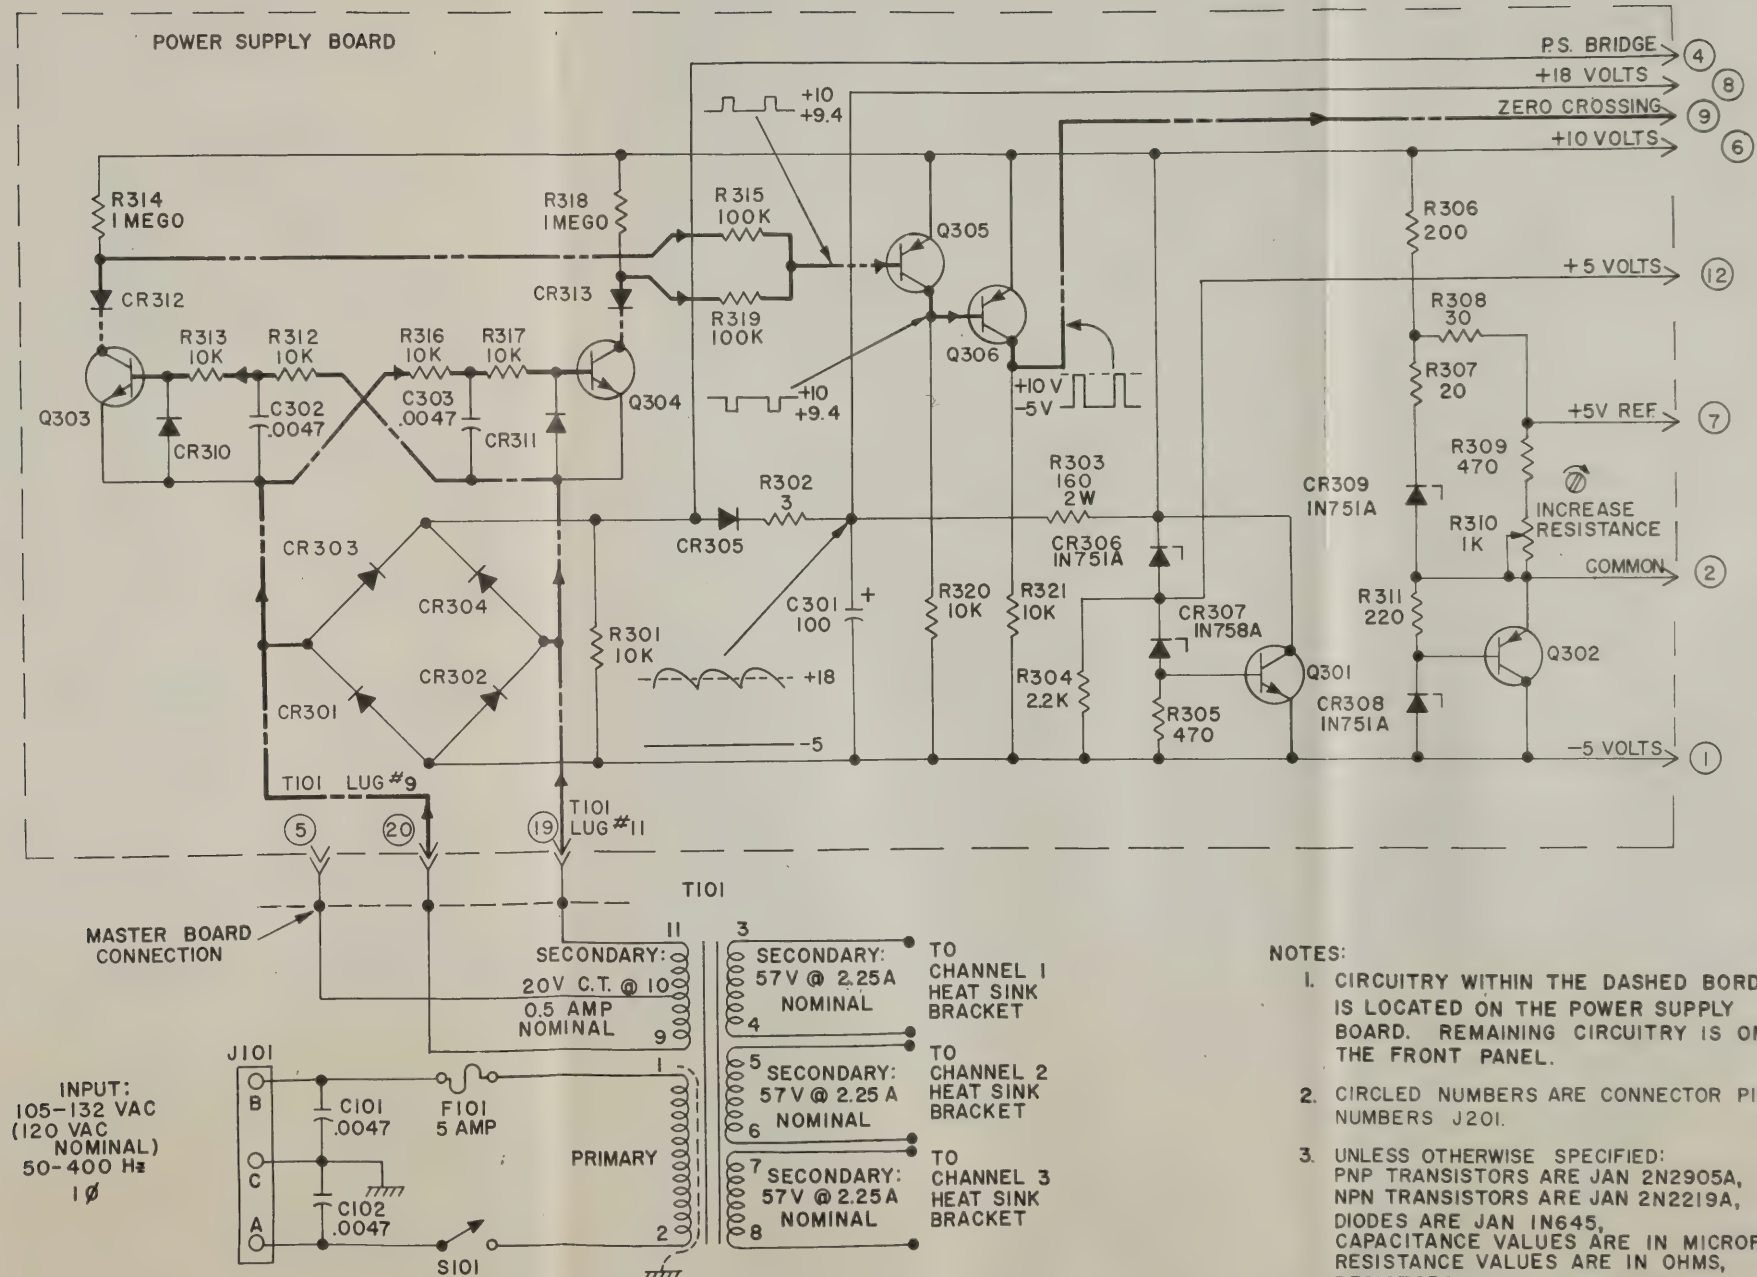 POWER SUPPLY BOARD
P.S. BRIDGE
4
+18 VOLTS
8
ZERO CROSSING
9
+10 VOLTS
6
+10
+9.4
R314
1 MEGO
R318
1 MEGO
R315
100K
Q305
R306
200
+5 VOLTS
12
CR312
CR313
R319
100K
R308
30
R313
10K
R312
10K
R316
10K
R317
10K
Q306
R307
20
+10 V
-5 V
Q303
C302
.0047
C303
.0047
Q304
+10
+9.4
+5V REF.
7
CR310
CR311
R309
470
R302
3
R303
160
2W
CR309
IN751A
INCREASE
RESISTANCE
R310
1K
CR303
CR305
CR306
IN751A
COMMON
2
CR304
C301
100
+
R320
10K
R321
10K
CR307
IN758A
R311
220
R301
10K
Q302
CR302
+18
R304
2.2K
Q301
CR301
R305
470
CR308
IN751A
-5
-5 VOLTS
1
T101 LUG #9
T101
LUG #11
5
20
19
T101
MASTER BOARD
CONNECTION
11
SECONDARY:
20V C.T. @ 10
0.5 AMP
NOMINAL
9
3
SECONDARY:
57V @ 2.25A
NOMINAL
4
TO
CHANNEL 1
HEAT SINK
BRACKET
5
SECONDARY:
57V @ 2.25A
NOMINAL
6
TO
CHANNEL 2
HEAT SINK
BRACKET
7
SECONDARY:
57V @ 2.25A
NOMINAL
8
TO
CHANNEL 3
HEAT SINK
BRACKET
J101
B
C
A
INPUT:
105-132 VAC
(120 VAC
NOMINAL)
50-400 Hz
1Ø
C101
.0047
F101
5 AMP
1
PRIMARY
2
C102
.0047
S101
NOTES:
1. CIRCUITRY WITHIN THE DASHED BORD
IS LOCATED ON THE POWER SUPPLY
BOARD. REMAINING CIRCUITRY IS ON
THE FRONT PANEL.
2. CIRCLED NUMBERS ARE CONNECTOR PI
NUMBERS J201.
3. UNLESS OTHERWISE SPECIFIED:
PNP TRANSISTORS ARE JAN 2N2905A,
NPN TRANSISTORS ARE JAN 2N2219A,
DIODES ARE JAN 1N645,
CAPACITANCE VALUES ARE IN MICROF
RESISTANCE VALUES ARE IN OHMS,